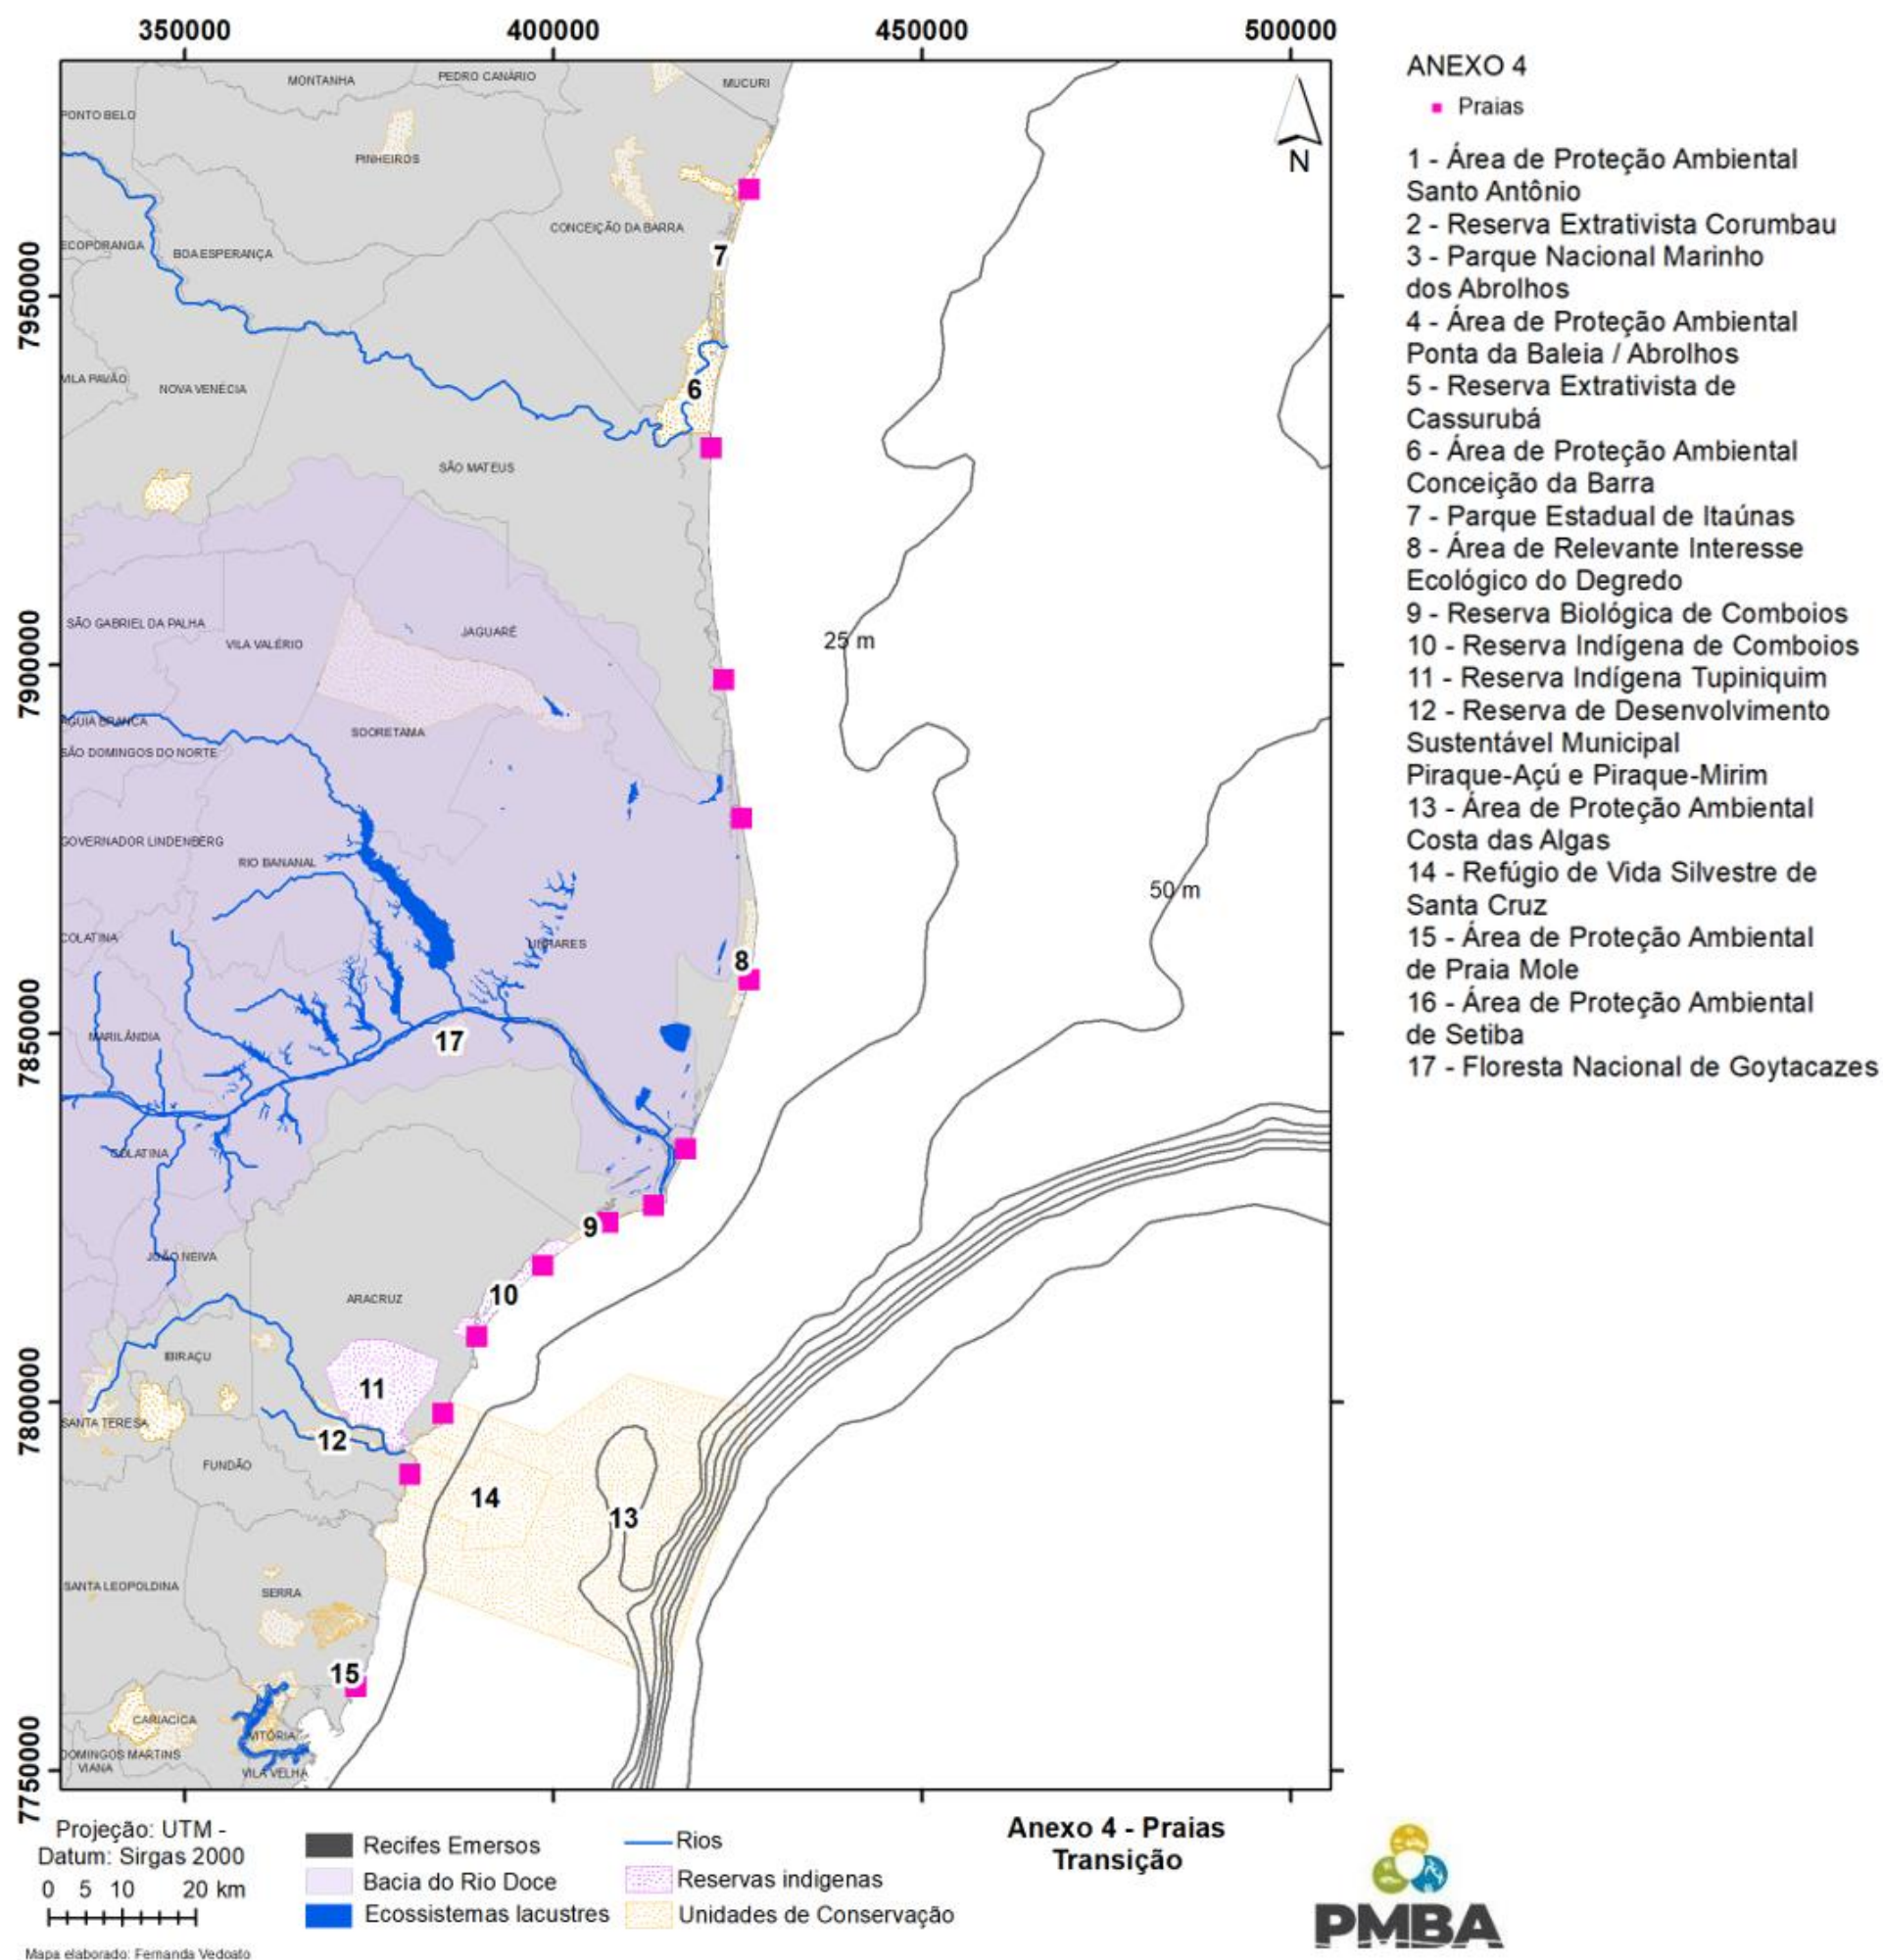 350000 400000 450000 500000
ANEXO 4
Praias
1 - Área de Proteção Ambiental
Santo Antônio
2 - Reserva Extrativista Corumbau
3 - Parque Nacional Marinho
dos Abrolhos
4 - Área de Proteção Ambiental
Ponta da Baleia / Abrolhos
5 - Reserva Extrativista de
Cassurubá
6 - Área de Proteção Ambiental
Conceição da Barra
7 - Parque Estadual de Itaúnas
8 - Área de Relevante Interesse
Ecológico do Degredo
9 - Reserva Biológica de Comboios
10 - Reserva Indígena de Comboios
11 - Reserva Indígena Tupiniquim
12 - Reserva de Desenvolvimento
Sustentável Municipal
Piraque-Açú e Piraque-Mirim
13 - Área de Proteção Ambiental
Costa das Algas
14 - Refúgio de Vida Silvestre de
Santa Cruz
15 - Área de Proteção Ambiental
de Praia Mole
16 - Área de Proteção Ambiental
de Setiba
17 - Floresta Nacional de Goytacazes
N
7950000
7900000
7850000
7800000
7750000
MONTANHA
PEDRO CANÁRIO
MUCURI
PONTO BELO
PINHEIROS
CONCEIÇÃO DA BARRA
ECOPORANGA
BOA ESPERANÇA
7
VILA PAVÃO
NOVA VENÉCIA
6
SÃO MATEUS
SÃO GABRIEL DA PALHA
VILA VALÉRIO
JAGUARÉ
25 m
ÁGUIA BRANCA
SOORETAMA
SÃO DOMINGOS DO NORTE
GOVERNADOR LINDENBERG
RIO BANANAL
50 m
COLATINA
LINHARES
8
MARILÂNDIA
17
COLATINA
9
JOÃO NEIVA
10
ARACRUZ
IBIRAÇU
11
SANTA TERESA
12
FUNDÃO
14
13
SANTA LEOPOLDINA
SERRA
15
CARIACICA
VITÓRIA
DOMINGOS MARTINS
VIANA
VILA VELHA
Projeção: UTM -
Datum: Sirgas 2000
0 5 10 20 km
Mapa elaborado: Fernanda Vedoato
Recifes Emersos
Bacia do Rio Doce
Ecossistemas lacustres
Rios
Reservas indigenas
Unidades de Conservação
Anexo 4 - Praias
Transição
PMBA